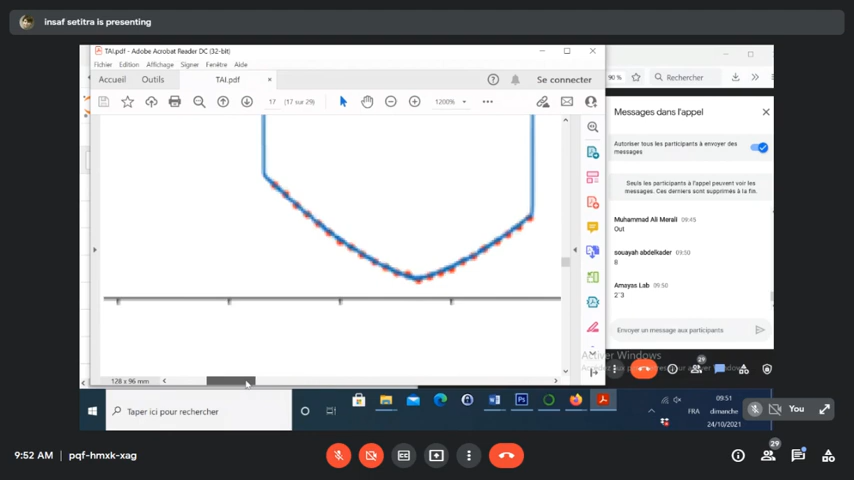 insaf setitra is presenting
TAI.pdf - Adobe Acrobat Reader DC (32-bit)
Fichier Edition Affichage Signer Fenêtre Aide
Accueil Outils TAI.pdf × Se connecter
17 (17 sur 29) 1200%
90 % Rechercher
Messages dans l'appel
Autoriser tous les participants à envoyer des
messages
Seuls les participants à l'appel peuvent voir les
messages. Ces derniers sont supprimés à la fin.
Muhammad Ali Merali 09:45
Out
souayah abdelkader 09:50
8
Amayas Lab 09:50
2^3
Envoyer un message aux participants
128 x 96 mm
Activer Windows
29
Taper ici pour rechercher
FRA
09:51
dimanche
24/10/2021
You
9:52 AM pqf-hmxk-xag
29